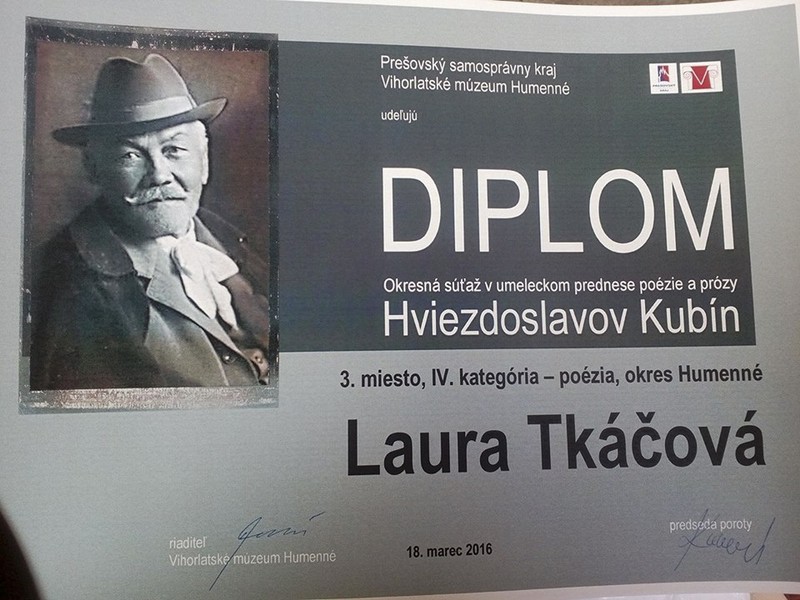 Prešovský samosprávny kraj
Vihorlatské múzeum Humenné
udeľujú
DIPLOM
Okresná súťaž v umeleckom prednese poézie a prózy
Hviezdoslavov Kubín
3. miesto, IV. kategória – poézia, okres Humenné
Laura Tkáčová
riaditeľ
Vihorlatské múzeum Humenné
18. marec 2016
predseda poroty